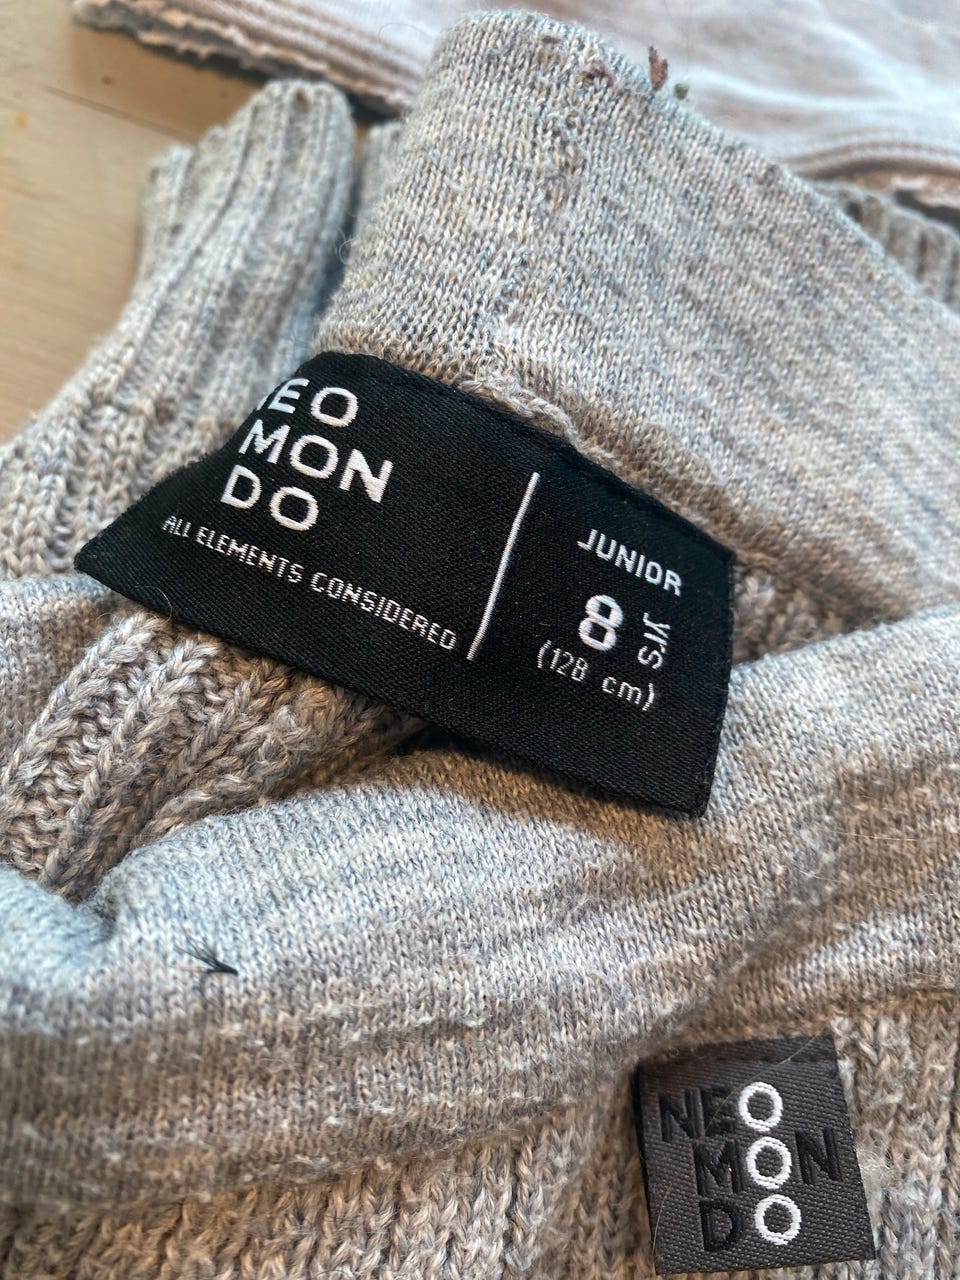 NEO
MON
DO
ALL ELEMENTS CONSIDERED
JUNIOR
8 yrs
(128 cm)
NEO
MON
DO